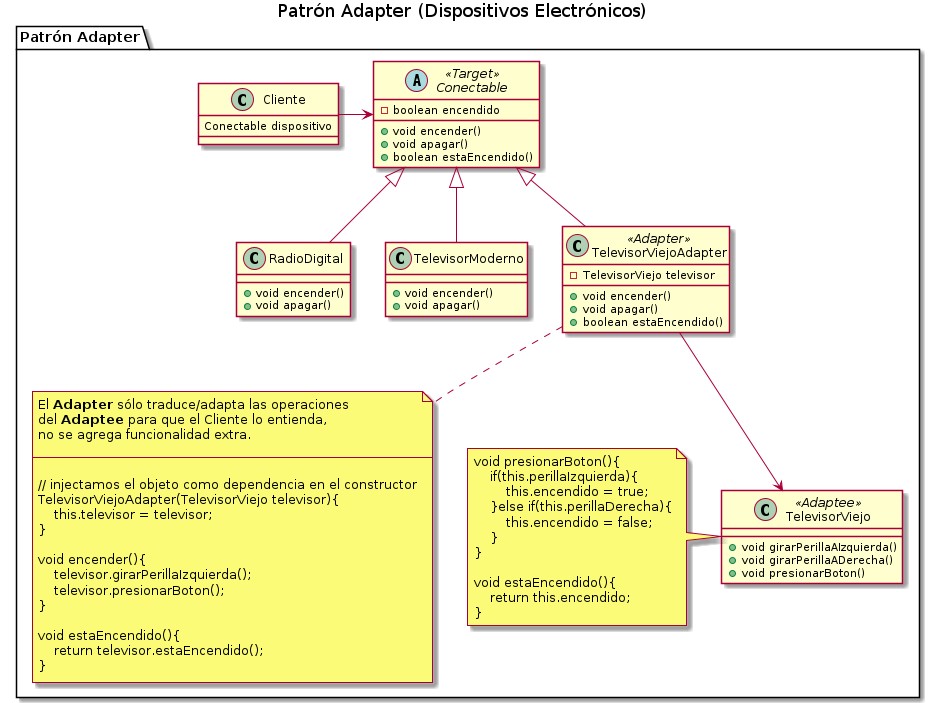 Patrón Adapter (Dispositivos Electrónicos)
Patrón Adapter
C Cliente
Conectable dispositivo
A «Target»
Conectable
boolean encendido
void encender()
void apagar()
boolean estaEncendido()
C RadioDigital
void encender()
void apagar()
C TelevisorModerno
void encender()
void apagar()
C «Adapter»
TelevisorViejoAdapter
TelevisorViejo televisor
void encender()
void apagar()
boolean estaEncendido()
El Adapter sólo traduce/adapta las operaciones
del Adaptee para que el Cliente lo entienda,
no se agrega funcionalidad extra.
// injectamos el objeto como dependencia en el constructor
TelevisorViejoAdapter(TelevisorViejo televisor){
this.televisor = televisor;
}
void encender(){
televisor.girarPerillaIzquierda();
televisor.presionarBoton();
}
void estaEncendido(){
return televisor.estaEncendido();
}
void presionarBoton(){
if(this.perillaIzquierda){
this.encendido = true;
}else if(this.perillaDerecha){
this.encendido = false;
}
}
void estaEncendido(){
return this.encendido;
}
C «Adaptee»
TelevisorViejo
void girarPerillaAIzquierda()
void girarPerillaADerecha()
void presionarBoton()